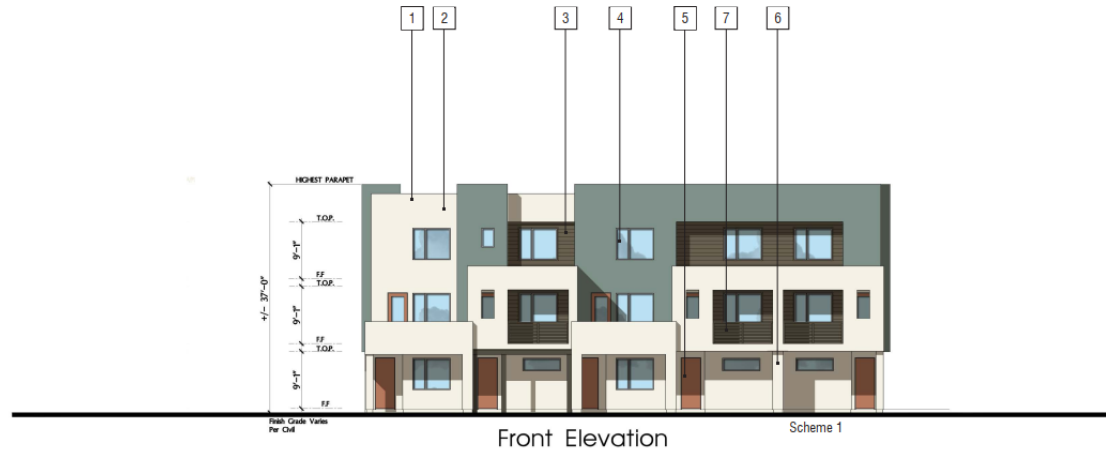 1 2 3 4 5 7 6
HIGHEST PARAPET
T.O.P.
9'-1"
F.F
T.O.P.
+/- 37'-0"
9'-1"
F.F
T.O.P.
9'-1"
F.F
Finish Grade Varies
Per Civil
Front Elevation
Scheme 1